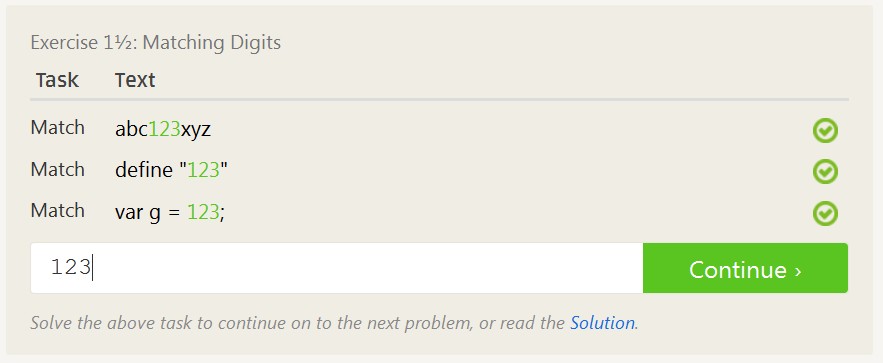 Exercise 1½: Matching Digits
Task Text
Match abc123xyz
Match define "123"
Match var g = 123;
123
Continue ›
Solve the above task to continue on to the next problem, or read the Solution.